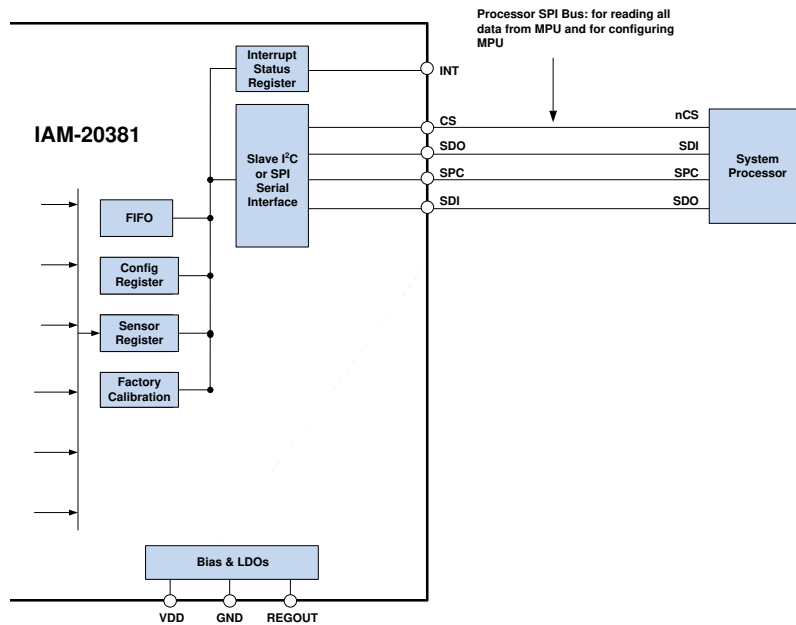 Processor SPI Bus: for reading all
data from MPU and for configuring
MPU
Interrupt
Status
Register
INT
IAM-20381
Slave I²C
or SPI
Serial
Interface
CS
nCS
SDO
SDI
SPC
SPC
SDI
SDO
System
Processor
FIFO
Config
Register
Sensor
Register
Factory
Calibration
Bias & LDOs
VDD
GND
REGOUT